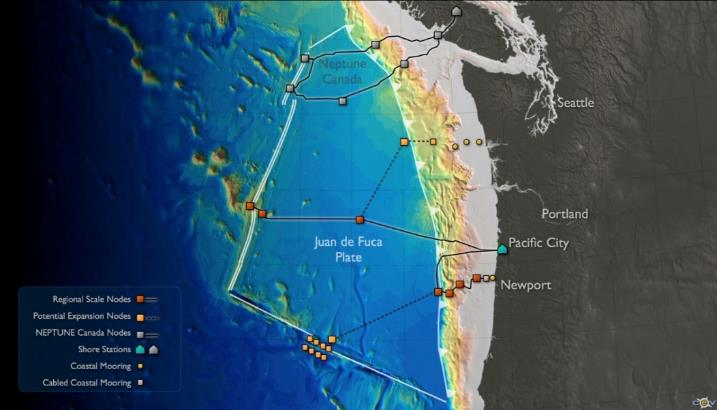 Neptune
Canada
Seattle
Portland
Juan de Fuca
Plate
Pacific City
Newport
Regional Scale Nodes
Potential Expansion Nodes
NEPTUNE Canada Nodes
Shore Stations
Coastal Mooring
Cabled Coastal Mooring